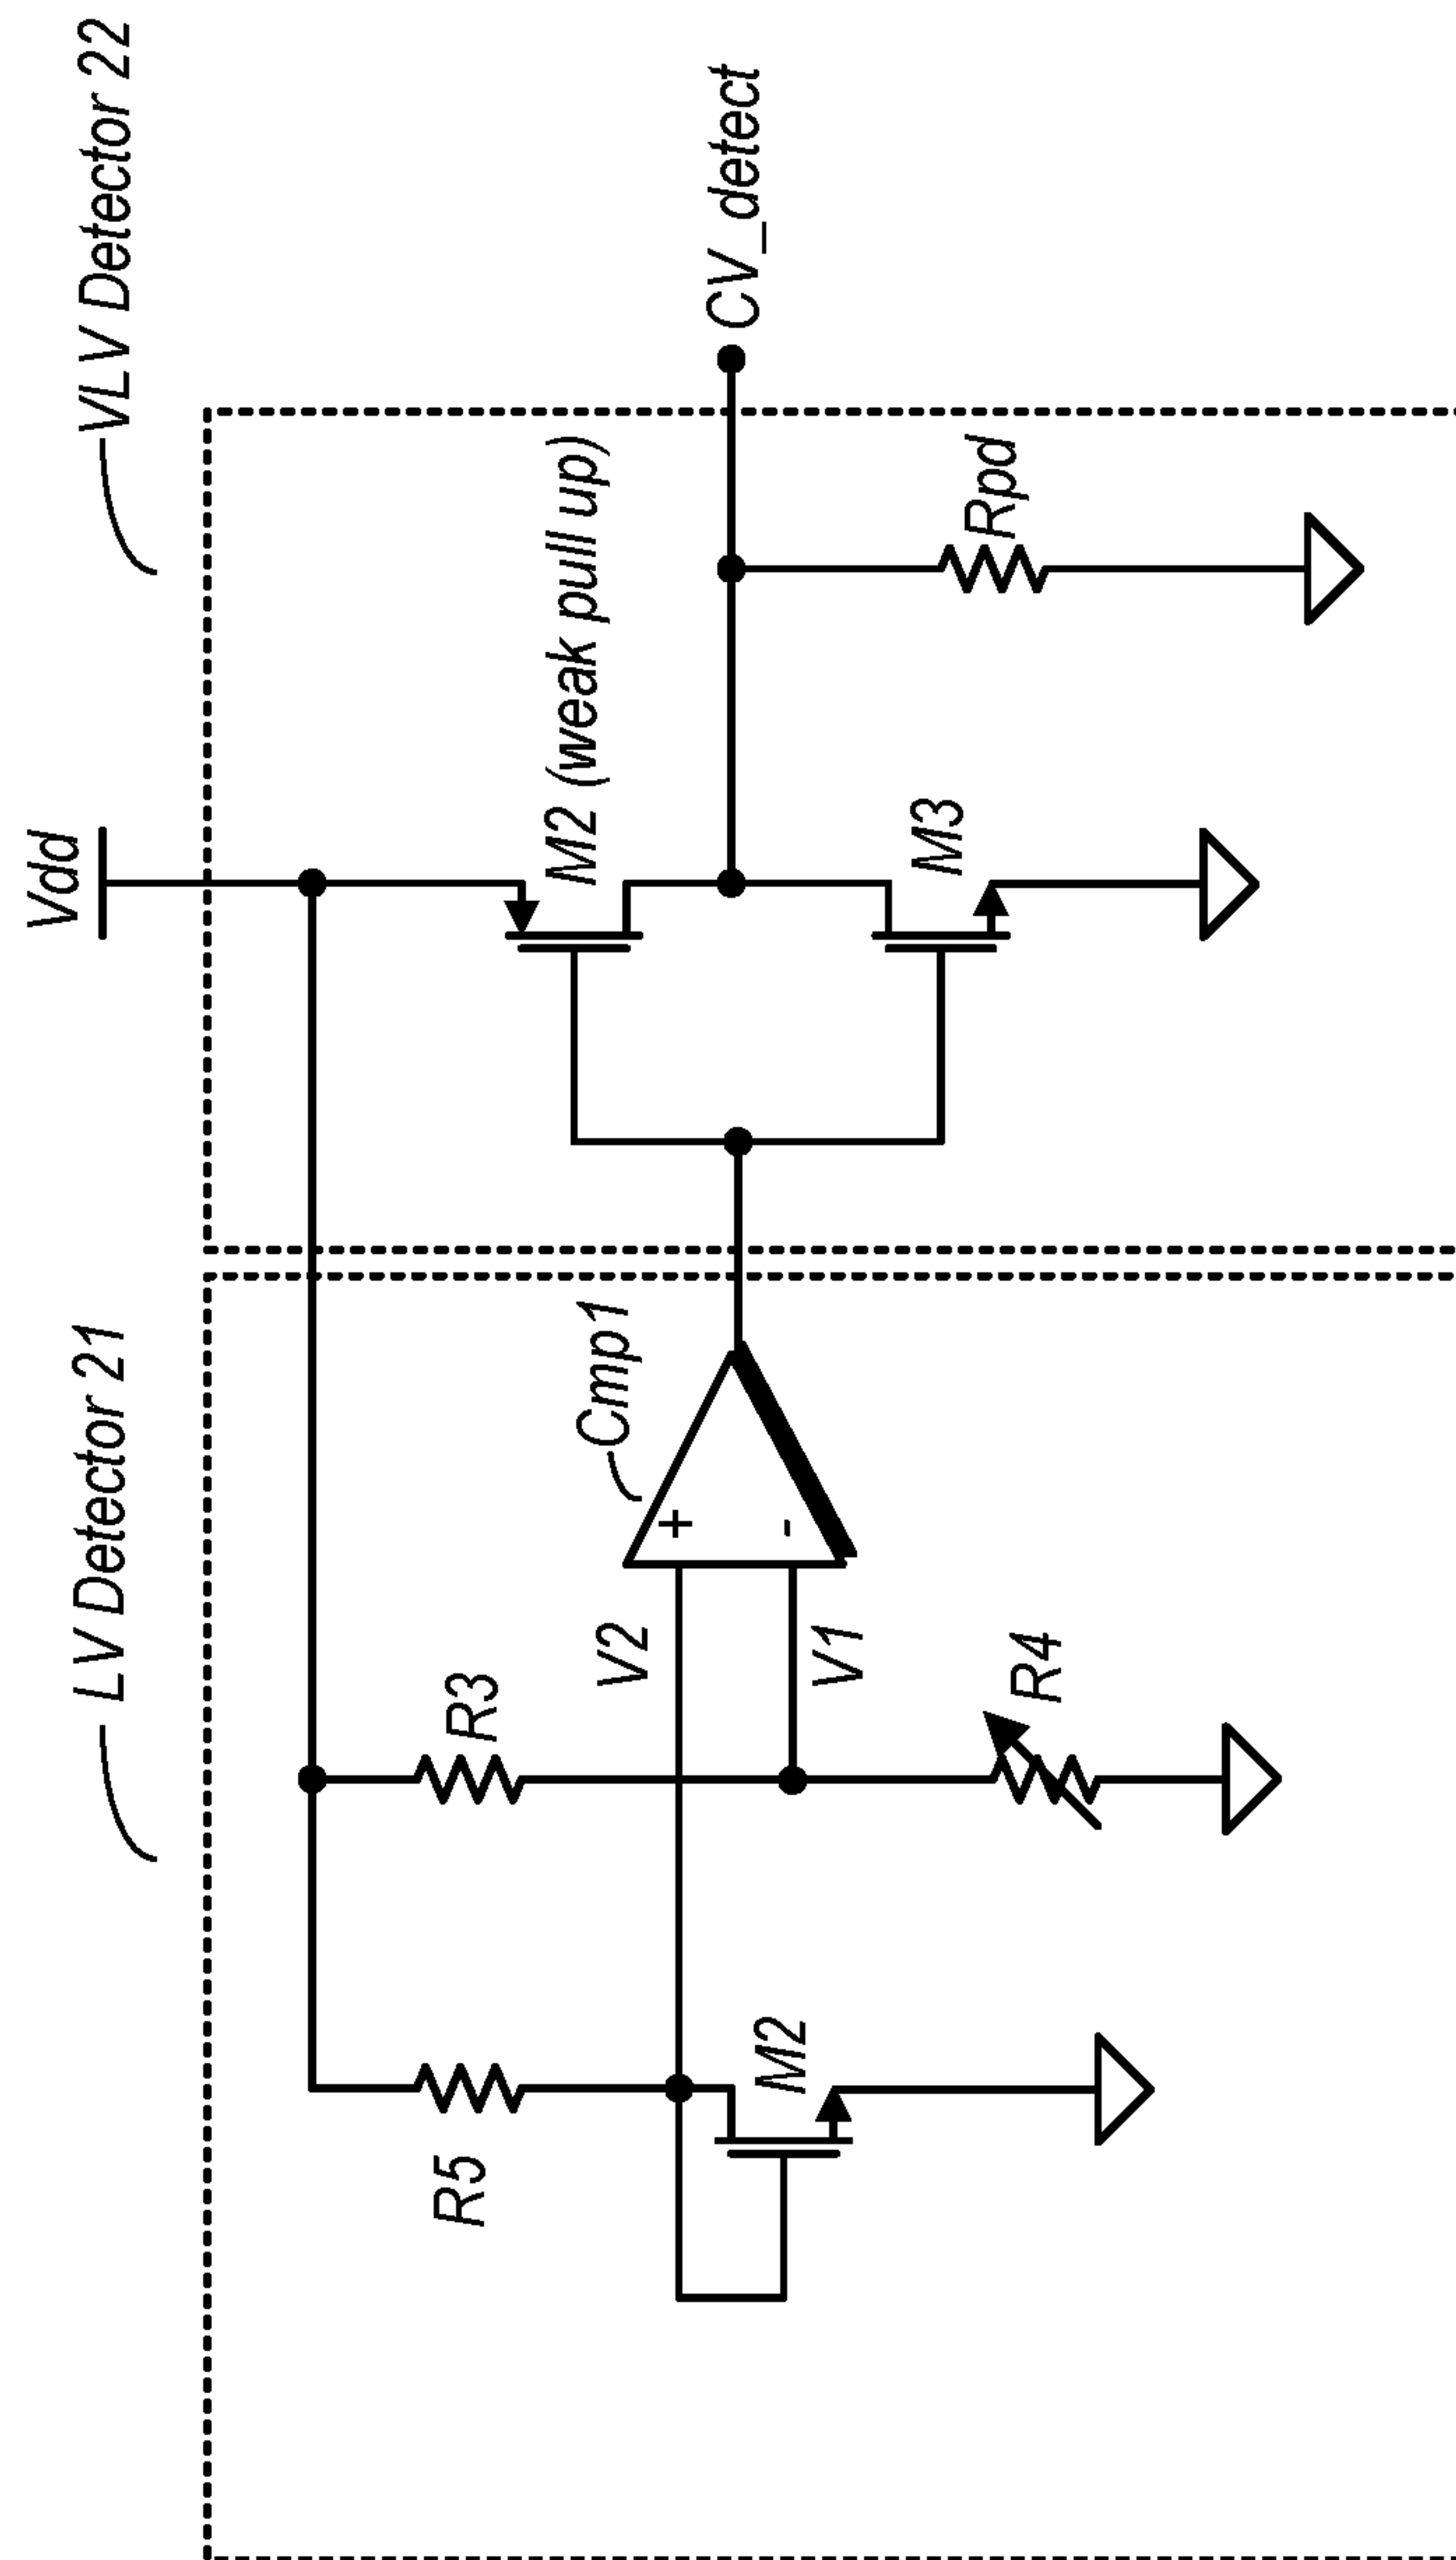 LV Detector 21
VLV Detector 22
Vdd
R5
R3
M2 (weak pull up)
Cmp1
V2
+
-
V1
CV_detect
M2
R4
M3
Rpd